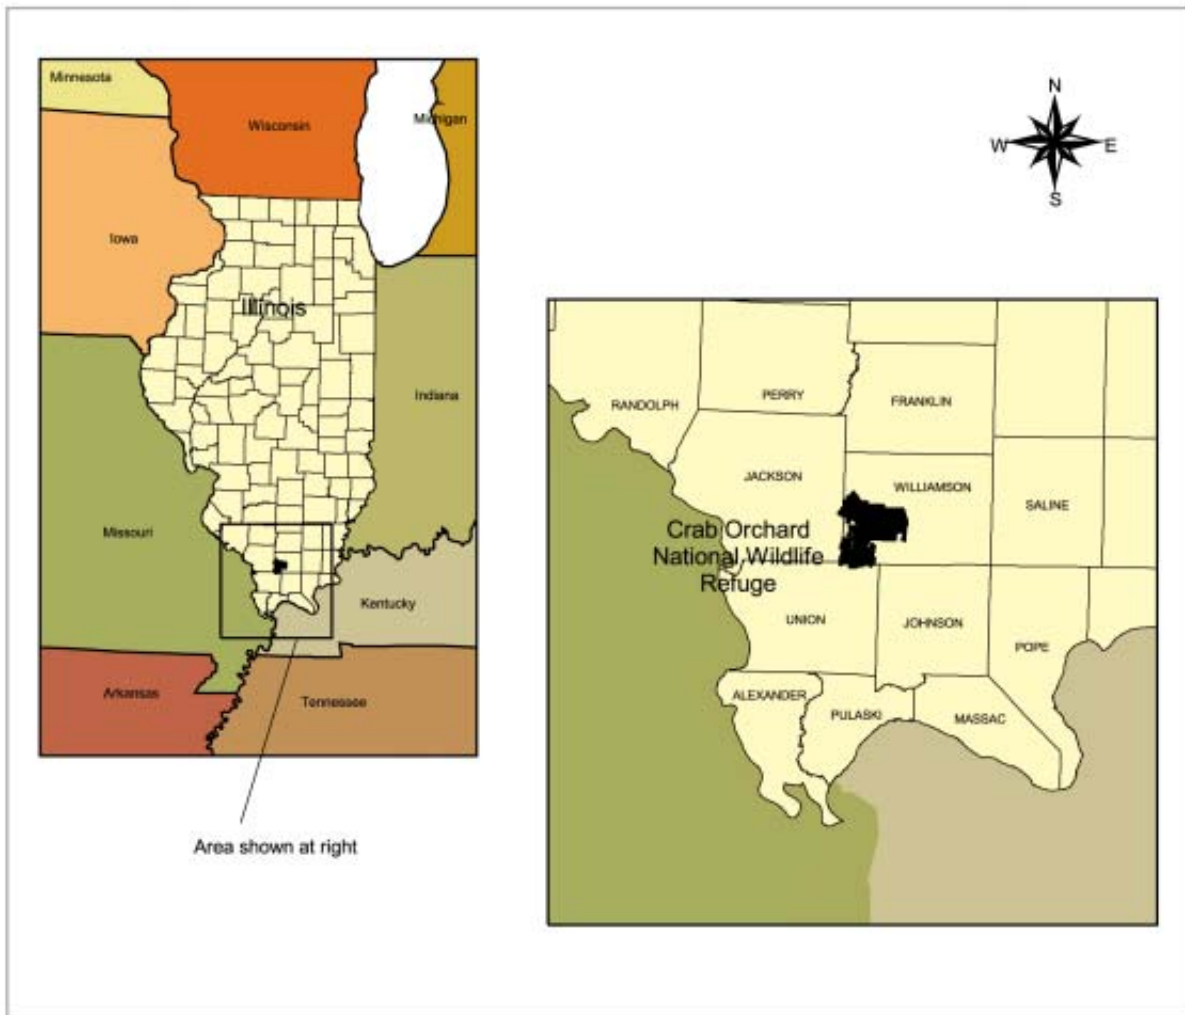 Minnesota
Wisconsin
Michigan
Iowa
Illinois
Indiana
Missouri
Kentucky
Arkansas
Tennessee
Area shown at right
N
W
E
S
RANDOLPH
PERRY
FRANKLIN
JACKSON
WILLIAMSON
SALINE
Crab Orchard
National Wildlife
Refuge
UNION
JOHNSON
POPE
ALEXANDER
PULASKI
MASSAC